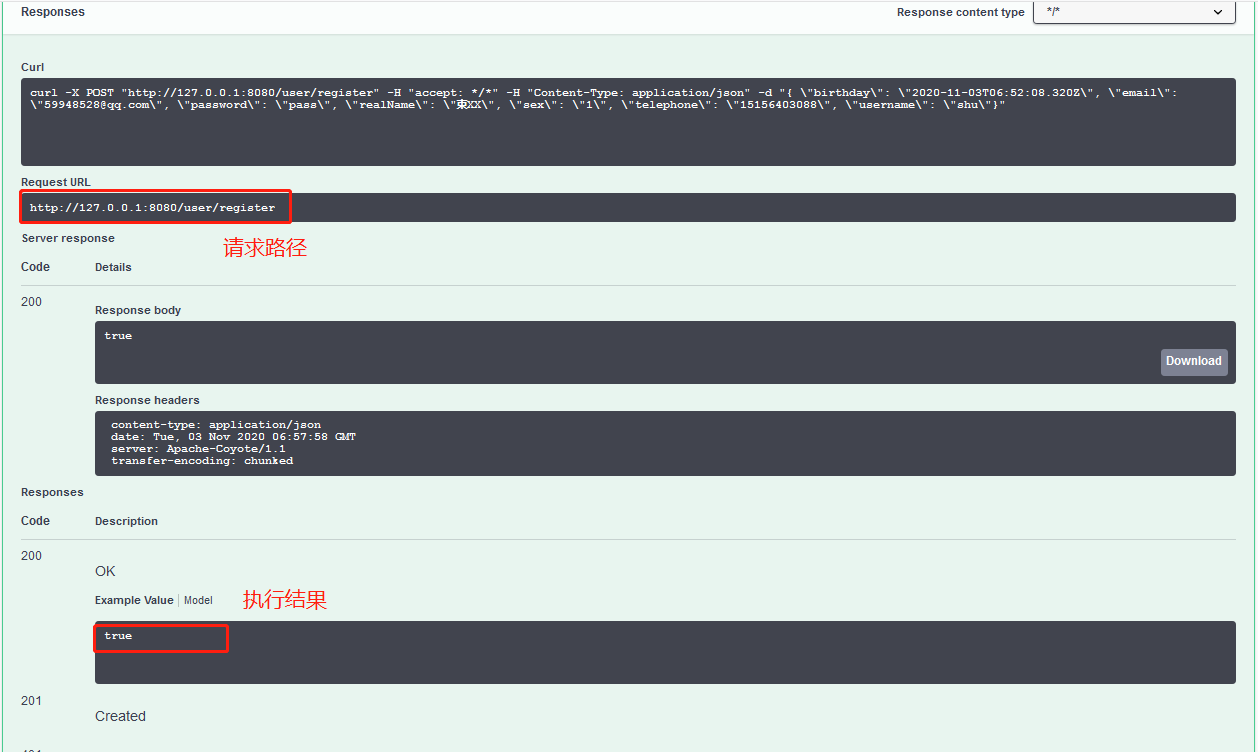 Responses
Response content type */*
Curl
curl -X POST "http://127.0.0.1:8080/user/register" -H "accept: */*" -H "Content-Type: application/json" -d "{ \"birthday\": \"2020-11-03T06:52:08.320Z\", \"email\":
\"59948528@qq.com\", \"password\": \"pass\", \"realName\": \"束XX\", \"sex\": \"1\", \"telephone\": \"15156403088\", \"username\": \"shu\"}"
Request URL
http://127.0.0.1:8080/user/register
Server response
请求路径
Code Details
200
Response body
true
Download
Response headers
content-type: application/json
date: Tue, 03 Nov 2020 06:57:58 GMT
server: Apache-Coyote/1.1
transfer-encoding: chunked
Responses
Code Description
200
OK
Example Value Model
执行结果
true
201
Created